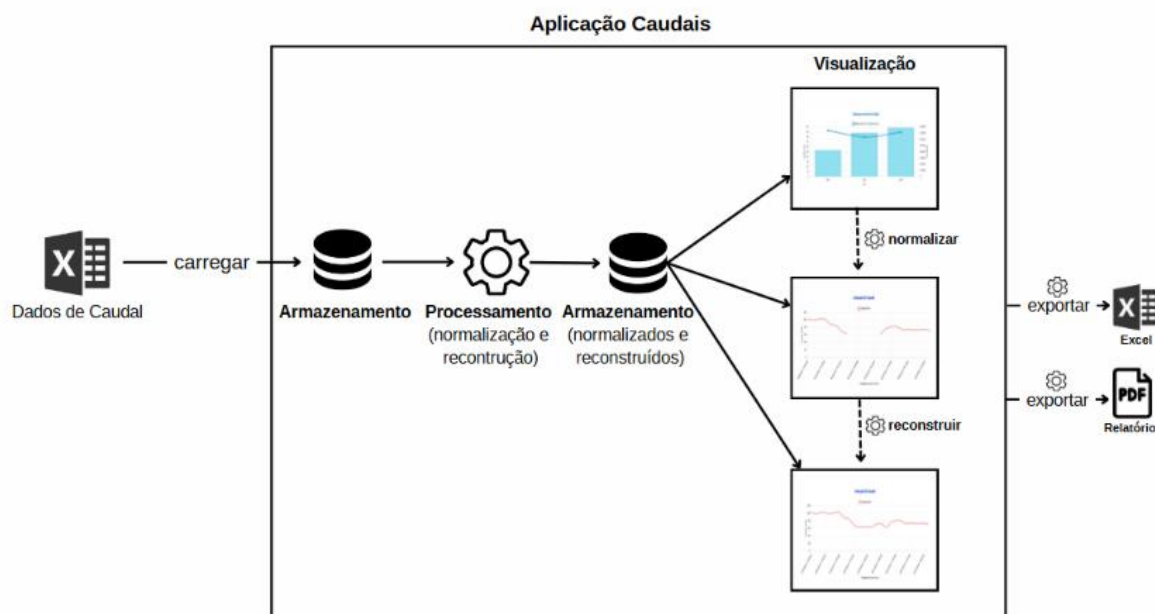 Aplicação Caudais
Visualização
normalizar
carregar
Dados de Caudal
Armazenamento
Processamento
(normalização e
recontrução)
Armazenamento
(normalizados e
reconstruídos)
reconstruir
exportar
X
Excel
exportar
PDF
Relatório
X